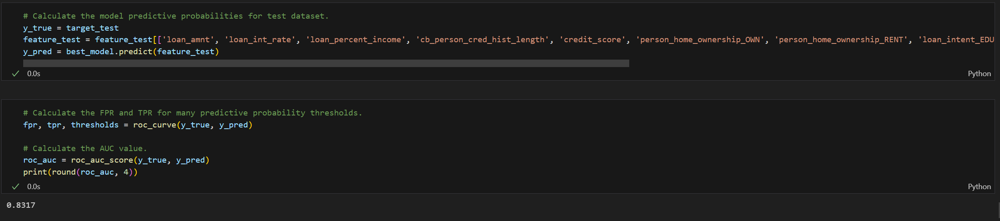 # Calculate the model predictive probabilities for test dataset.
y_true = target_test
feature_test = feature_test[['loan_amnt', 'loan_int_rate', 'loan_percent_income', 'cb_person_cred_hist_length', 'credit_score', 'person_home_ownership_OWN', 'person_home_ownership_RENT', 'loan_intent_EDU
y_pred = best_model.predict(feature_test)
0.0s
Python
# Calculate the FPR and TPR for many predictive probability thresholds.
fpr, tpr, thresholds = roc_curve(y_true, y_pred)
# Calculate the AUC value.
roc_auc = roc_auc_score(y_true, y_pred)
print(round(roc_auc, 4))
0.0s
Python
0.8317